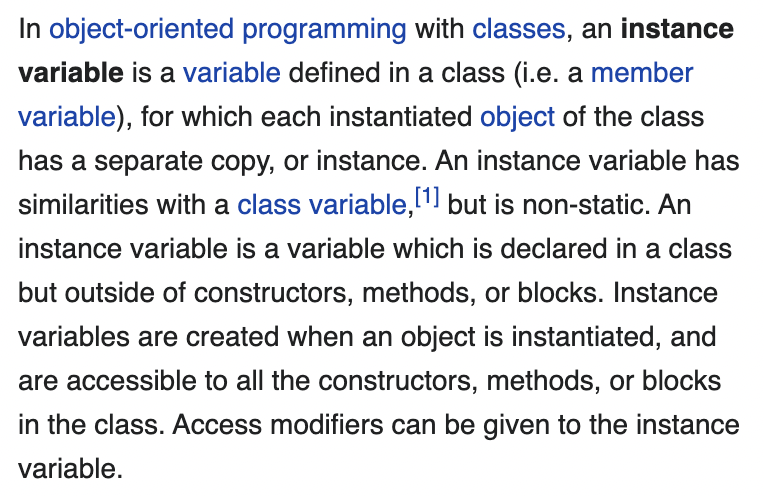 In object-oriented programming with classes, an instance
variable is a variable defined in a class (i.e. a member
variable), for which each instantiated object of the class
has a separate copy, or instance. An instance variable has
similarities with a class variable,[1] but is non-static. An
instance variable is a variable which is declared in a class
but outside of constructors, methods, or blocks. Instance
variables are created when an object is instantiated, and
are accessible to all the constructors, methods, or blocks
in the class. Access modifiers can be given to the instance
variable.